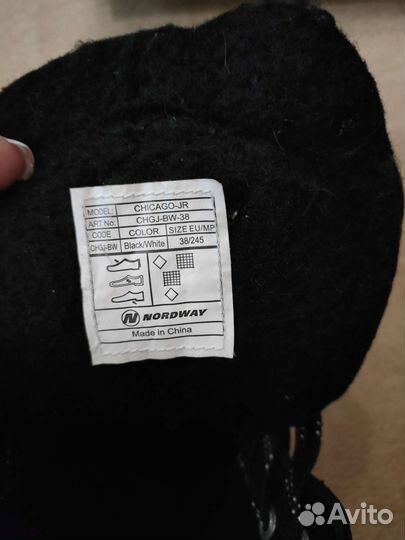 MODEL: CHICAGO-JR
ART No: CHGJ-BW-38
CODE COLOR SIZE EU/MP
CHGJ-BW Black/White 38/245
NORDWAY
Made in China
Avito